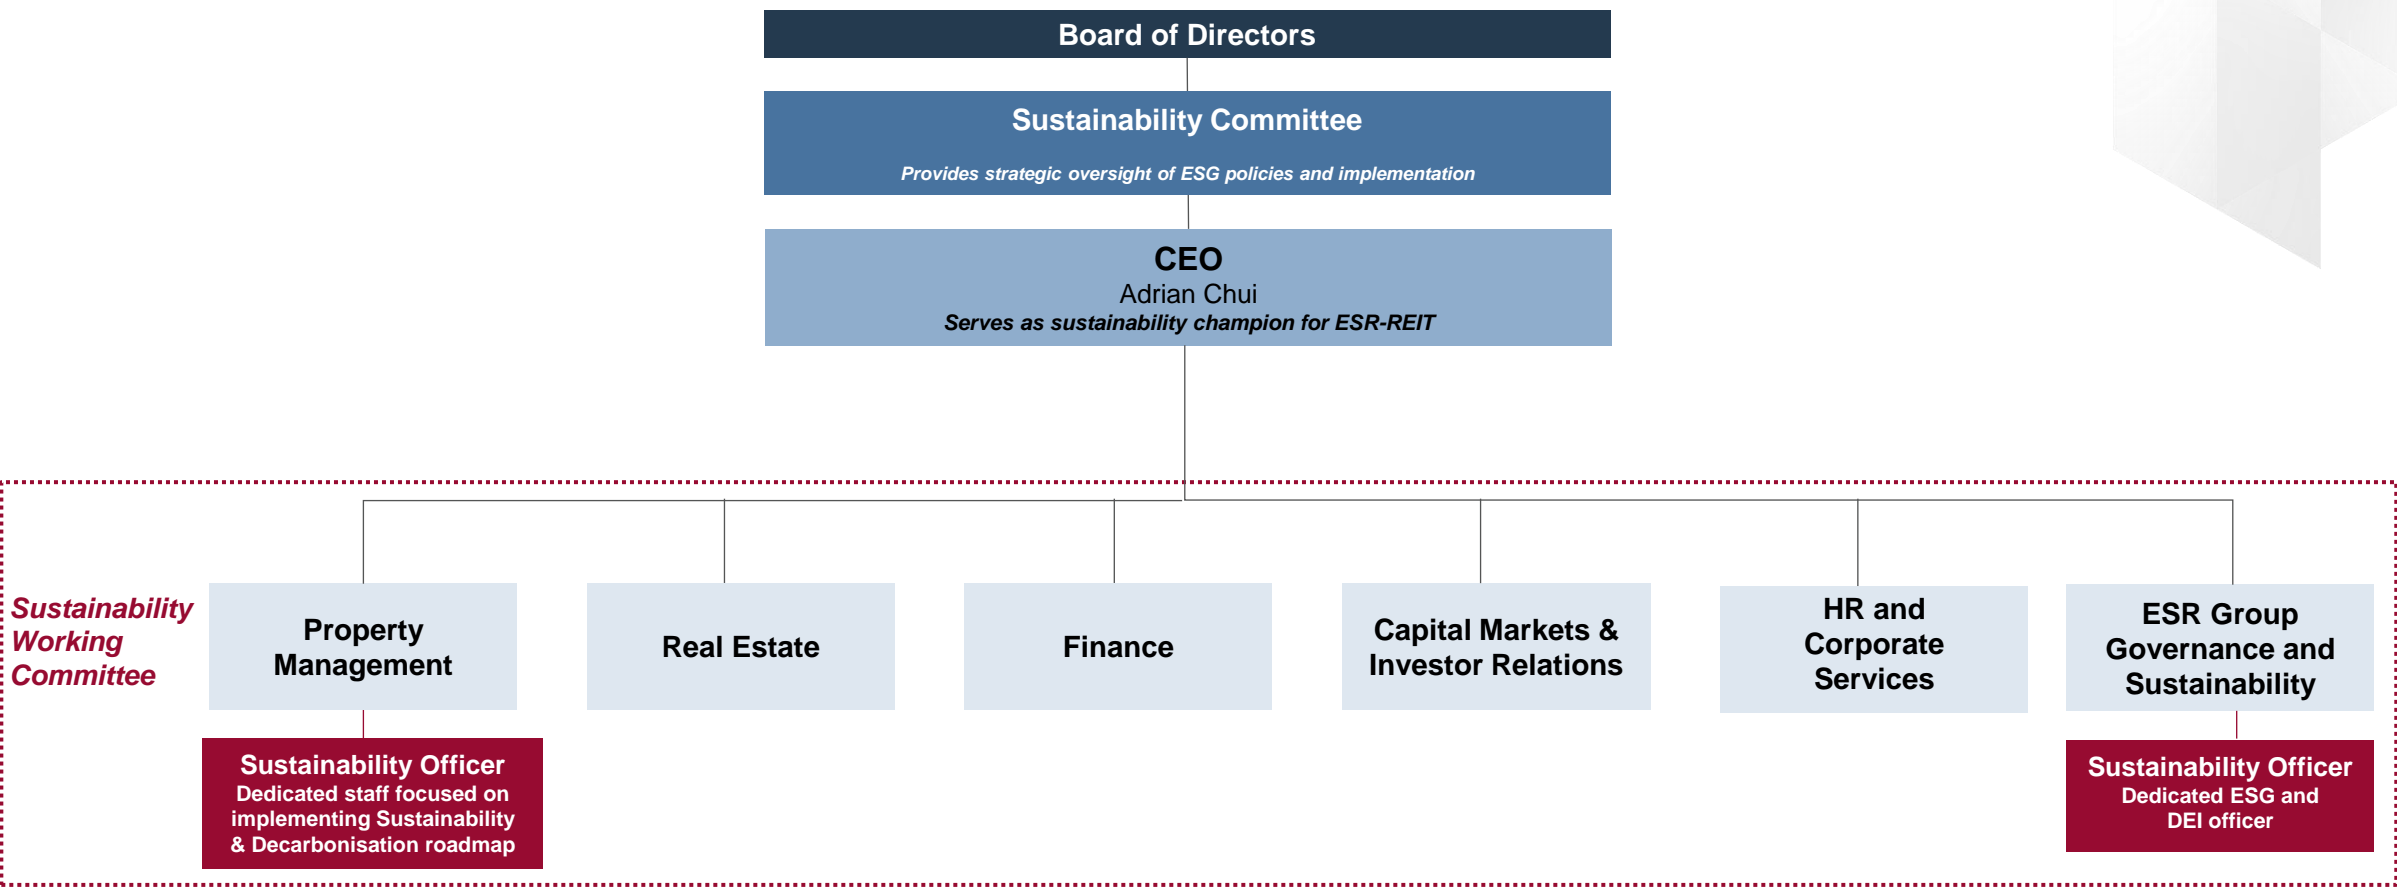 Board of Directors
Sustainability Committee
Provides strategic oversight of ESG policies and implementation
CEO
Adrian Chui
Serves as sustainability champion for ESR-REIT
Sustainability
Working
Committee
Property
Management
Real Estate
Finance
Capital Markets &
Investor Relations
HR and
Corporate
Services
ESR Group
Governance and
Sustainability
Sustainability Officer
Dedicated staff focused on
implementing Sustainability
& Decarbonisation roadmap
Sustainability Officer
Dedicated ESG and
DEI officer